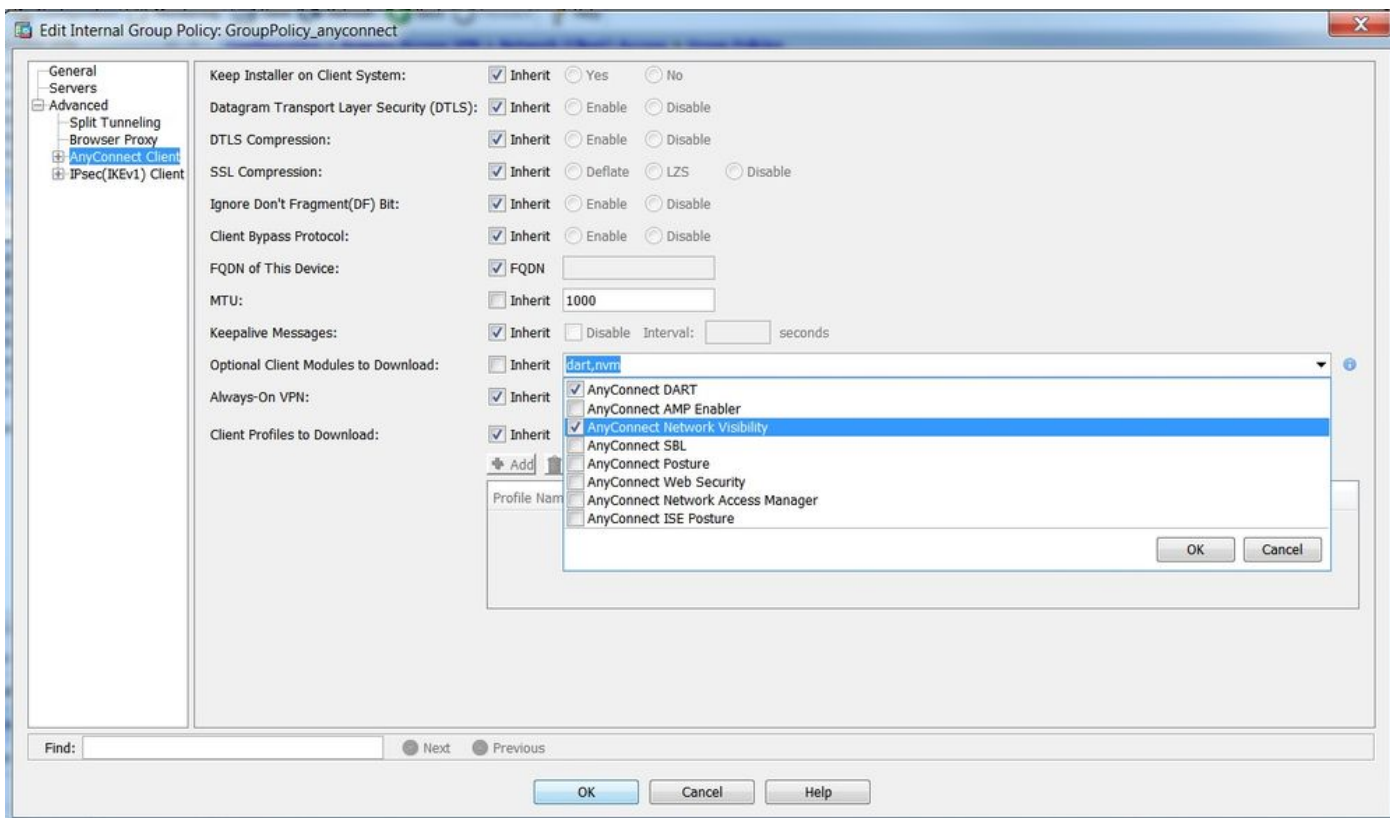 Edit Internal Group Policy: GroupPolicy_anyconnect
General
Servers
Advanced
Split Tunneling
Browser Proxy
AnyConnect Client
IPsec(IKEv1) Client
Keep Installer on Client System: Inherit Yes No
Datagram Transport Layer Security (DTLS): Inherit Enable Disable
DTLS Compression: Inherit Enable Disable
SSL Compression: Inherit Deflate LZS Disable
Ignore Don't Fragment(DF) Bit: Inherit Enable Disable
Client Bypass Protocol: Inherit Enable Disable
FQDN of This Device: FQDN
MTU: Inherit 1000
Keepalive Messages: Inherit Disable Interval: seconds
Optional Client Modules to Download: Inherit dart,nvm
Always-On VPN: Inherit
Client Profiles to Download: Inherit
Add
Profile Nam
AnyConnect DART
AnyConnect AMP Enabler
AnyConnect Network Visibility
AnyConnect SBL
AnyConnect Posture
AnyConnect Web Security
AnyConnect Network Access Manager
AnyConnect ISE Posture
OK Cancel
Find: Next Previous
OK Cancel Help